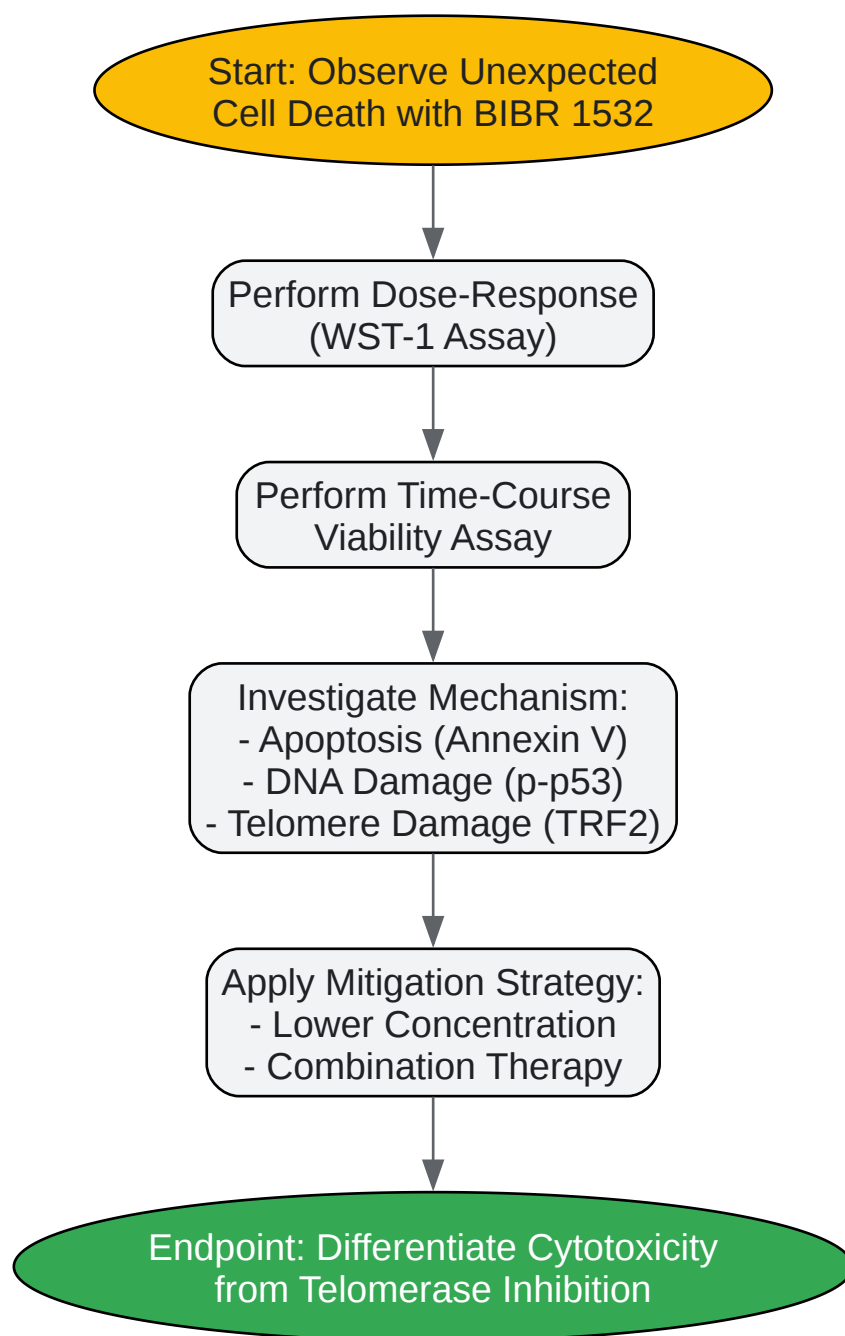 Start: Observe Unexpected
Cell Death with BIBR 1532
Perform Dose-Response
(WST-1 Assay)
Perform Time-Course
Viability Assay
Investigate Mechanism:
- Apoptosis (Annexin V)
- DNA Damage (p-p53)
- Telomere Damage (TRF2)
Apply Mitigation Strategy:
- Lower Concentration
- Combination Therapy
Endpoint: Differentiate Cytotoxicity
from Telomerase Inhibition